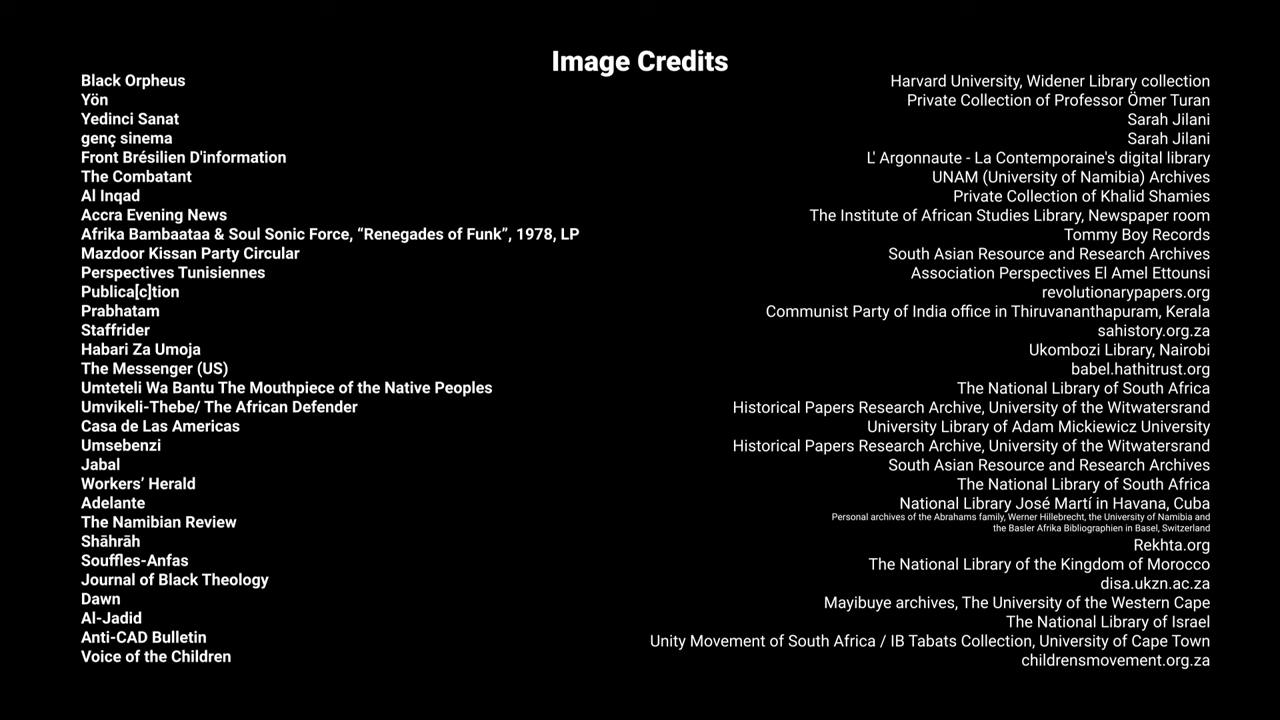 Image Credits
Black Orpheus Harvard University, Widener Library collection
Yön Private Collection of Professor Ömer Turan
Yedinci Sanat Sarah Jilani
genç sinema Sarah Jilani
Front Brésilien D'information L' Argonnaute - La Contemporaine's digital library
The Combatant UNAM (University of Namibia) Archives
Al Inqad Private Collection of Khalid Shamies
Accra Evening News The Institute of African Studies Library, Newspaper room
Afrika Bambaataa & Soul Sonic Force, “Renegades of Funk”, 1978, LP Tommy Boy Records
Mazdoor Kissan Party Circular South Asian Resource and Research Archives
Perspectives Tunisiennes Association Perspectives El Amel Ettounsi
Publica[c]tion revolutionarypapers.org
Prabhatam Communist Party of India office in Thiruvananthapuram, Kerala
Staffrider sahistory.org.za
Habari Za Umoja Ukombozi Library, Nairobi
The Messenger (US) babel.hathitrust.org
Umteteli Wa Bantu The Mouthpiece of the Native Peoples The National Library of South Africa
Umvikeli-Thebe/ The African Defender Historical Papers Research Archive, University of the Witwatersrand
Casa de Las Americas University Library of Adam Mickiewicz University
Umsebenzi Historical Papers Research Archive, University of the Witwatersrand
Jabal South Asian Resource and Research Archives
Workers’ Herald The National Library of South Africa
Adelante National Library José Martí in Havana, Cuba
The Namibian Review Personal archives of the Abrahams family, Werner Hillebrecht, the University of Namibia and
the Basler Afrika Bibliographien in Basel, Switzerland
Shāhrāh Rekhta.org
Souffles-Anfas The National Library of the Kingdom of Morocco
Journal of Black Theology disa.ukzn.ac.za
Dawn Mayibuye archives, The University of the Western Cape
Al-Jadid The National Library of Israel
Anti-CAD Bulletin Unity Movement of South Africa / IB Tabats Collection, University of Cape Town
Voice of the Children childrensmovement.org.za